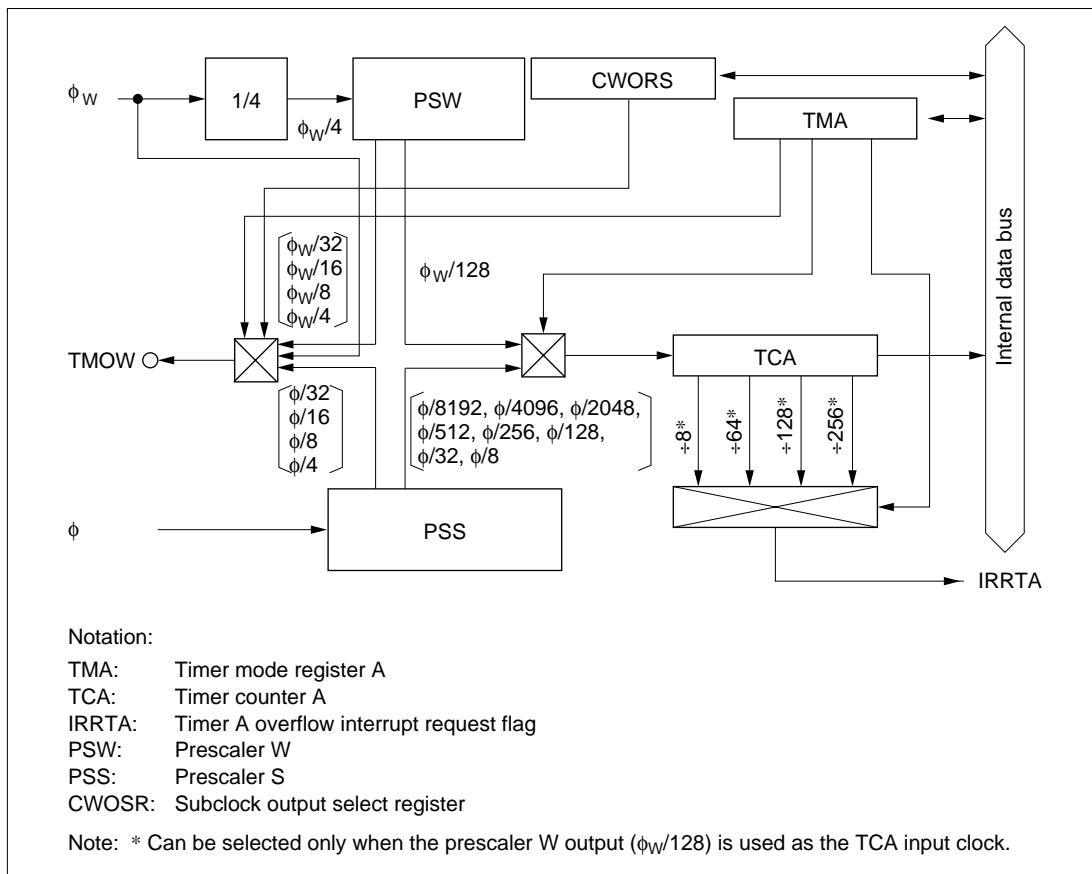 φW
1/4
φW/4
PSW
CWORS
TMA
Internal data bus
φW/32
φW/16
φW/8
φW/4
φW/128
TMOW
TCA
φ/32
φ/16
φ/8
φ/4
φ/8192, φ/4096, φ/2048,
φ/512, φ/256, φ/128,
φ/32, φ/8
÷8*
÷64*
÷128*
÷256*
φ
PSS
IRRTA
Notation:
TMA: Timer mode register A
TCA: Timer counter A
IRRTA: Timer A overflow interrupt request flag
PSW: Prescaler W
PSS: Prescaler S
CWOSR: Subclock output select register
Note: * Can be selected only when the prescaler W output (φW/128) is used as the TCA input clock.